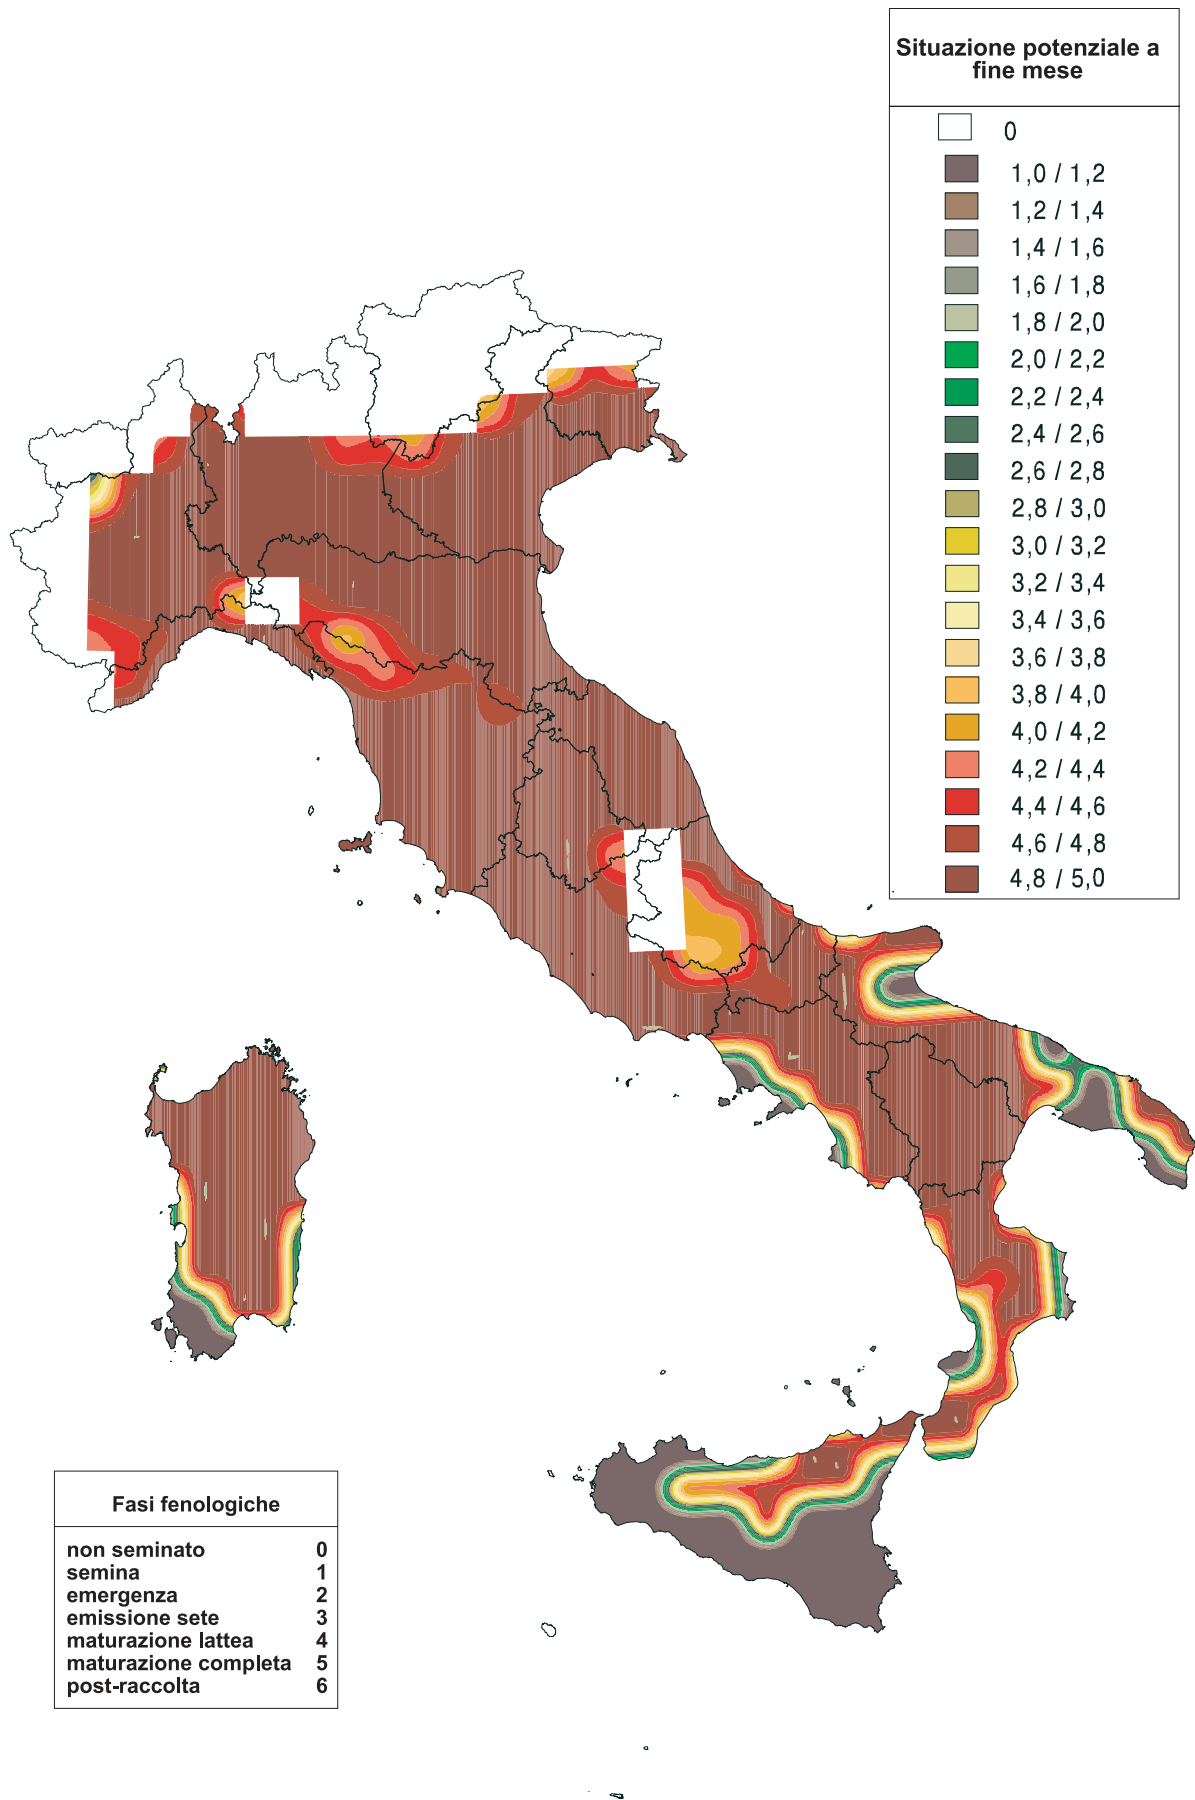 Situazione potenziale a
fine mese
0
1,0 / 1,2
1,2 / 1,4
1,4 / 1,6
1,6 / 1,8
1,8 / 2,0
2,0 / 2,2
2,2 / 2,4
2,4 / 2,6
2,6 / 2,8
2,8 / 3,0
3,0 / 3,2
3,2 / 3,4
3,4 / 3,6
3,6 / 3,8
3,8 / 4,0
4,0 / 4,2
4,2 / 4,4
4,4 / 4,6
4,6 / 4,8
4,8 / 5,0
Fasi fenologiche
non seminato 0
semina 1
emergenza 2
emissione sete 3
maturazione lattea 4
maturazione completa 5
post-raccolta 6